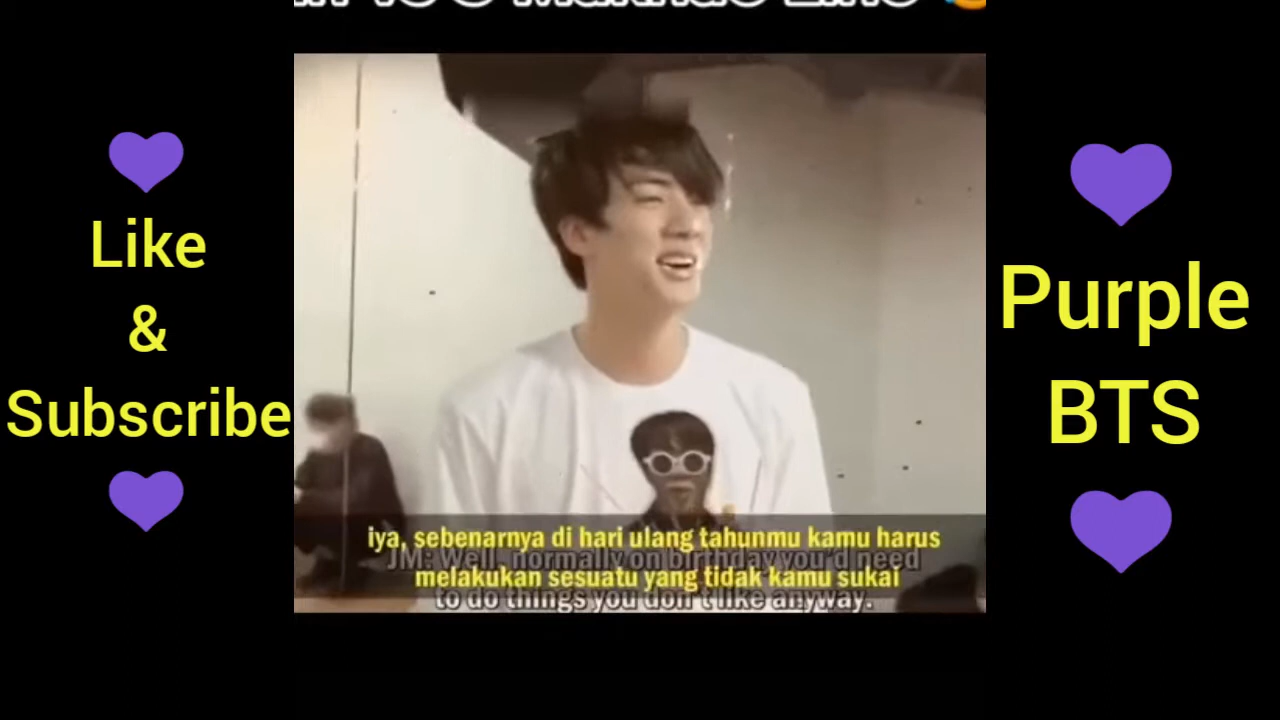 Like
&
Subscribe
iya, sebenarnya di hari ulang tahunmu kamu harus
JM: Well, normally on birthday you'd need
melakukan sesuatu yang tidak kamu sukai
to do things you don't like anyway.
Purple
BTS